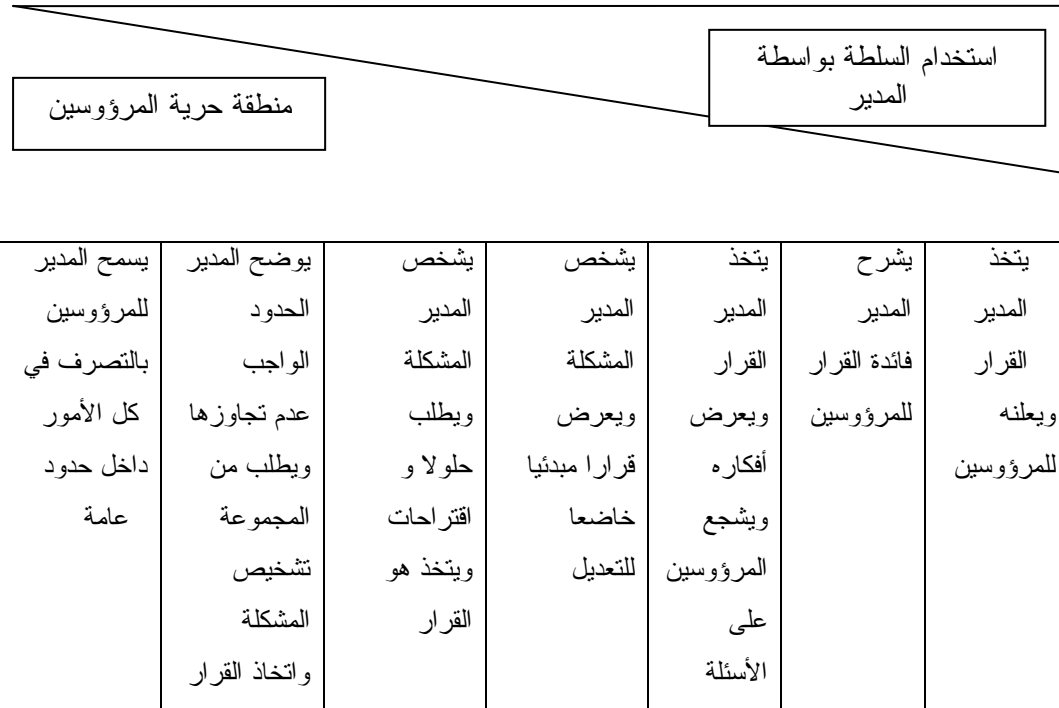 استخدام السلطة بواسطة
المدير
منطقة حرية المرؤوسين
يتخذ
المدير
القرار
ويعلنه
للمرؤوسين
يشرح
المدير
فائدة القرار
للمرؤوسين
يتخذ
المدير
القرار
ويعرض
أفكاره
ويشجع
المرؤوسين
على
الأسئلة
يشخص
المدير
المشكلة
ويعرض
قرارا مبدئيا
خاضعا
للتعديل
يشخص
المدير
المشكلة
ويطلب
حلولا و
اقتراحات
ويتخذ هو
القرار
يوضح المدير
الحدود
الواجب
عدم تجاوزها
ويطلب من
المجموعة
تشخيص
المشكلة
واتخاذ القرار
يسمح المدير
للمرؤوسين
بالتصرف في
كل الأمور
داخل حدود
عامة